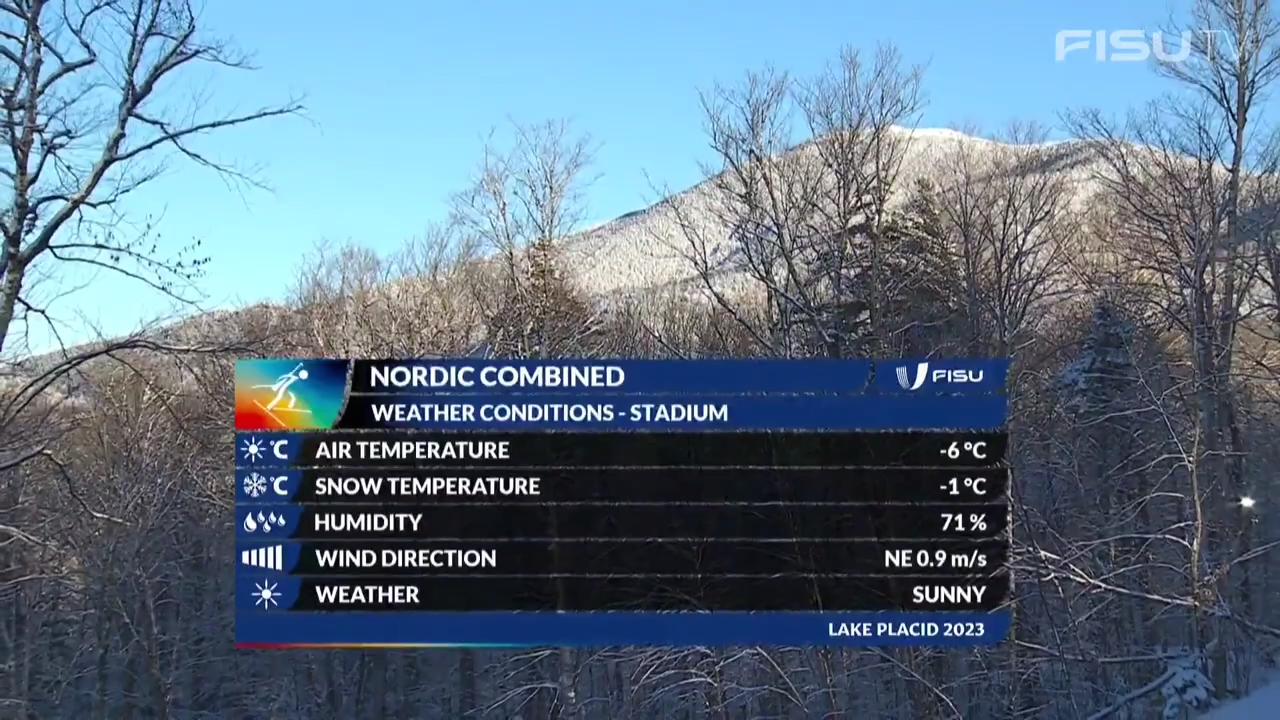 FISU TV
NORDIC COMBINED
FISU
WEATHER CONDITIONS - STADIUM
°C AIR TEMPERATURE -6 °C
°C SNOW TEMPERATURE -1 °C
HUMIDITY 71 %
WIND DIRECTION NE 0.9 m/s
WEATHER SUNNY
LAKE PLACID 2023